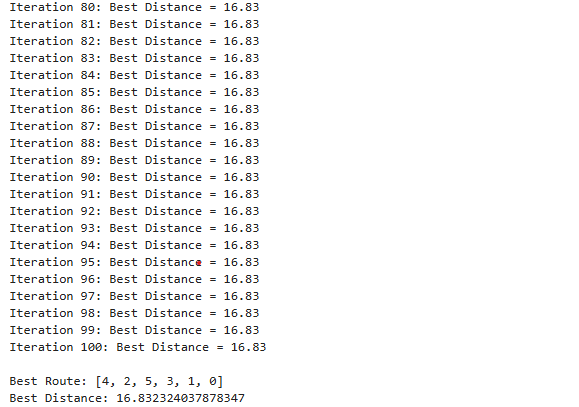 Iteration 80: Best Distance = 16.83
Iteration 81: Best Distance = 16.83
Iteration 82: Best Distance = 16.83
Iteration 83: Best Distance = 16.83
Iteration 84: Best Distance = 16.83
Iteration 85: Best Distance = 16.83
Iteration 86: Best Distance = 16.83
Iteration 87: Best Distance = 16.83
Iteration 88: Best Distance = 16.83
Iteration 89: Best Distance = 16.83
Iteration 90: Best Distance = 16.83
Iteration 91: Best Distance = 16.83
Iteration 92: Best Distance = 16.83
Iteration 93: Best Distance = 16.83
Iteration 94: Best Distance = 16.83
Iteration 95: Best Distance = 16.83
Iteration 96: Best Distance = 16.83
Iteration 97: Best Distance = 16.83
Iteration 98: Best Distance = 16.83
Iteration 99: Best Distance = 16.83
Iteration 100: Best Distance = 16.83
Best Route: [4, 2, 5, 3, 1, 0]
Best Distance: 16.832324037878347